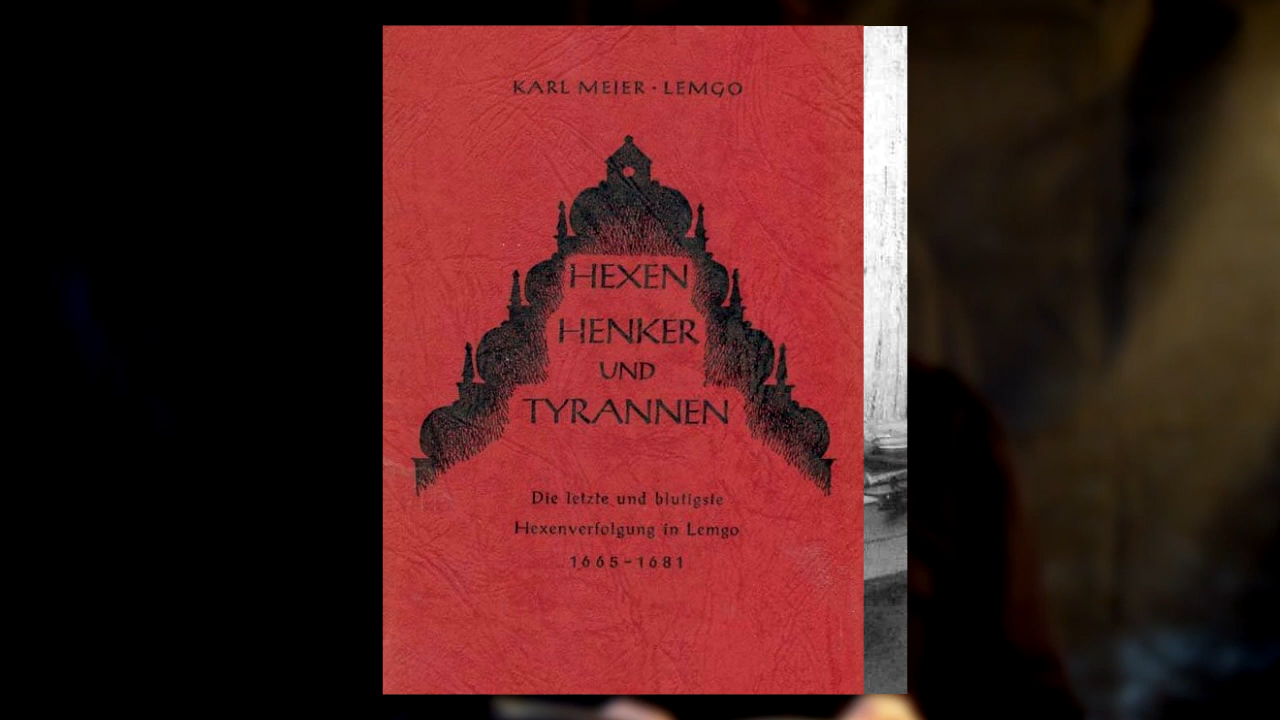 KARL MEIER · LEMGO
HEXEN
HENKER
UND
TYRANNEN
Die letzte und blutigste
Hexenverfolgung in Lemgo
1665-1681